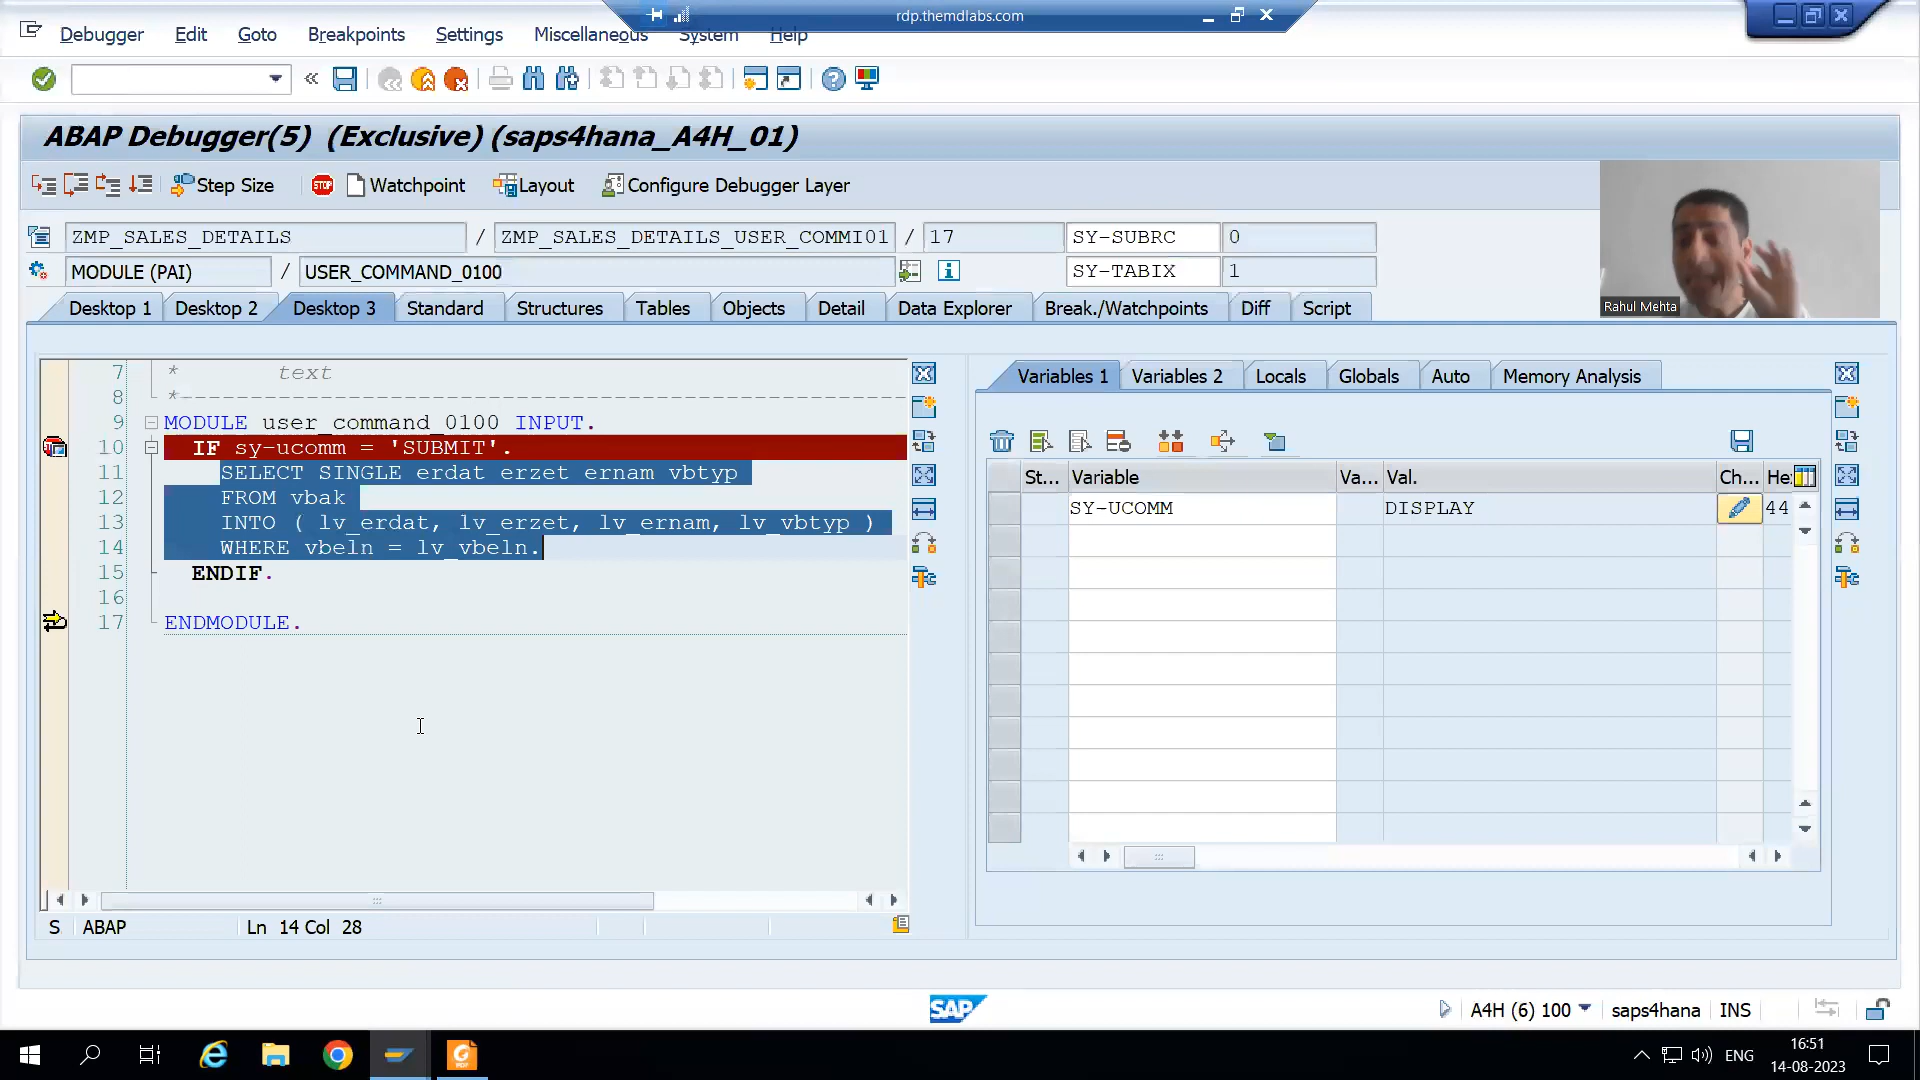 rdp.themdlabs.com
Debugger Edit Goto Breakpoints Settings Miscellaneous System Help
ABAP Debugger(5) (Exclusive) (saps4hana_A4H_01)
STOP
Step Size Watchpoint Layout Configure Debugger Layer
ZMP_SALES_DETAILS / ZMP_SALES_DETAILS_USER_COMMI01 / 17 SY-SUBRC 0
MODULE (PAI) / USER_COMMAND_0100 SY-TABIX 1
Rahul Mehta
Desktop 1 Desktop 2 Desktop 3 Standard Structures Tables Objects Detail Data Explorer Break./Watchpoints Diff Script
Variables 1 Variables 2 Locals Globals Auto Memory Analysis
7 * text
8 *------------------------------------------------------
9 MODULE user_command_0100 INPUT.
10 IF sy-ucomm = 'SUBMIT'.
11 SELECT SINGLE erdat erzet ernam vbtyp
12 FROM vbak
13 INTO ( lv_erdat, lv_erzet, lv_ernam, lv_vbtyp )
14 WHERE vbeln = lv_vbeln.
15 ENDIF.
16
17 ENDMODULE.
St... Variable Va... Val. Ch... He
SY-UCOMM DISPLAY 44
S ABAP Ln 14 Col 28
SAP
A4H (6) 100 saps4hana INS
ENG
16:51
14-08-2023